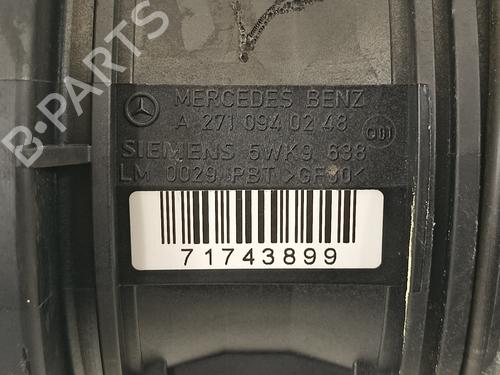 B-PARTS
MERCEDES BENZ
A 271 094 02 48
SIEMENS 5WK9 638
LM 0029 PBT >GF30<
71743899